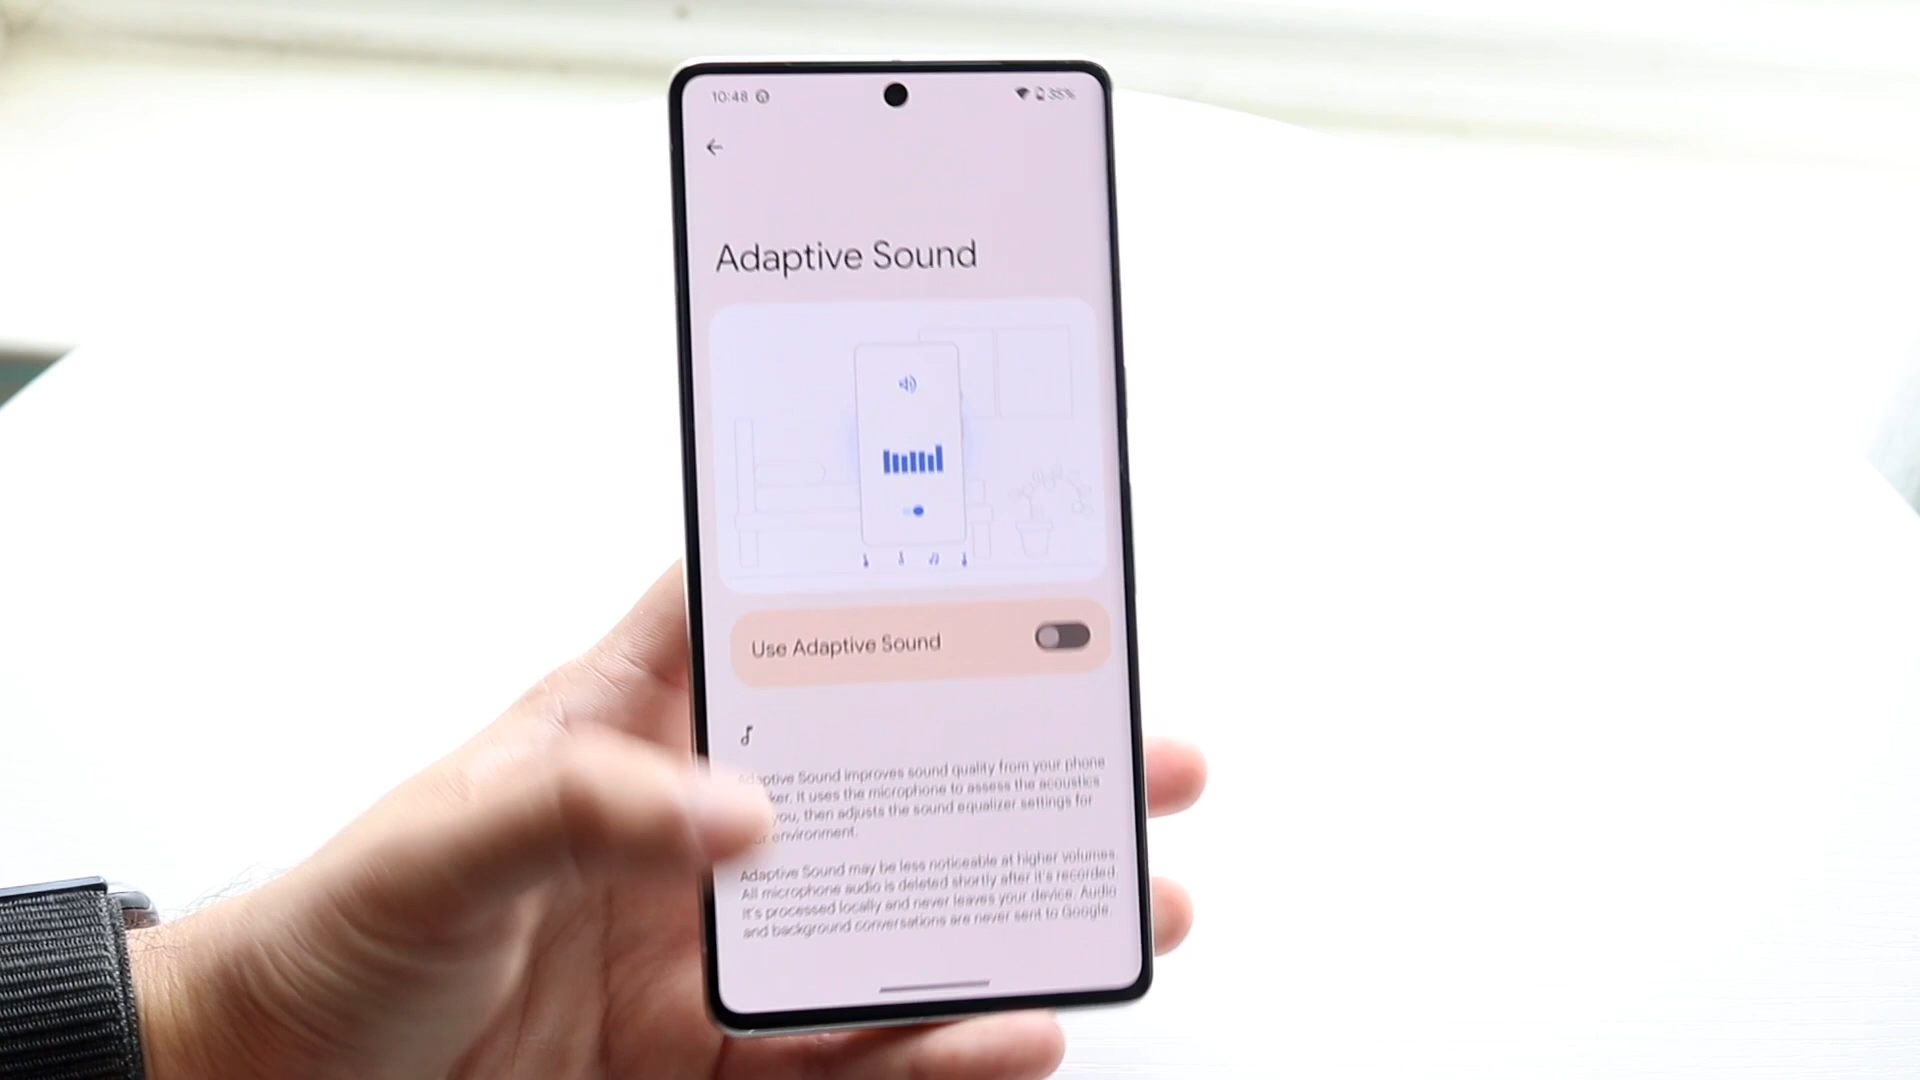 10:48
35%
Adaptive Sound
Use Adaptive Sound
Adaptive Sound improves sound quality from your phone
It uses the microphone to assess the acoustics
you, then adjusts the sound equalizer settings for
environment.
Adaptive Sound may be less noticeable at higher volumes.
All microphone audio is deleted shortly after it's recorded.
It's processed locally and never leaves your device. Audio
and background conversations are never sent to Google.